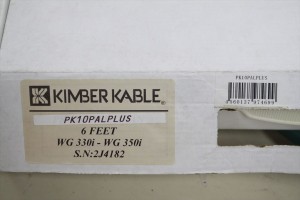 KIMBER KABLE®
PK10PALPLUS
6 FEET
WG 330i - WG 350i
S.N:2J4182
PK10PALPLUS